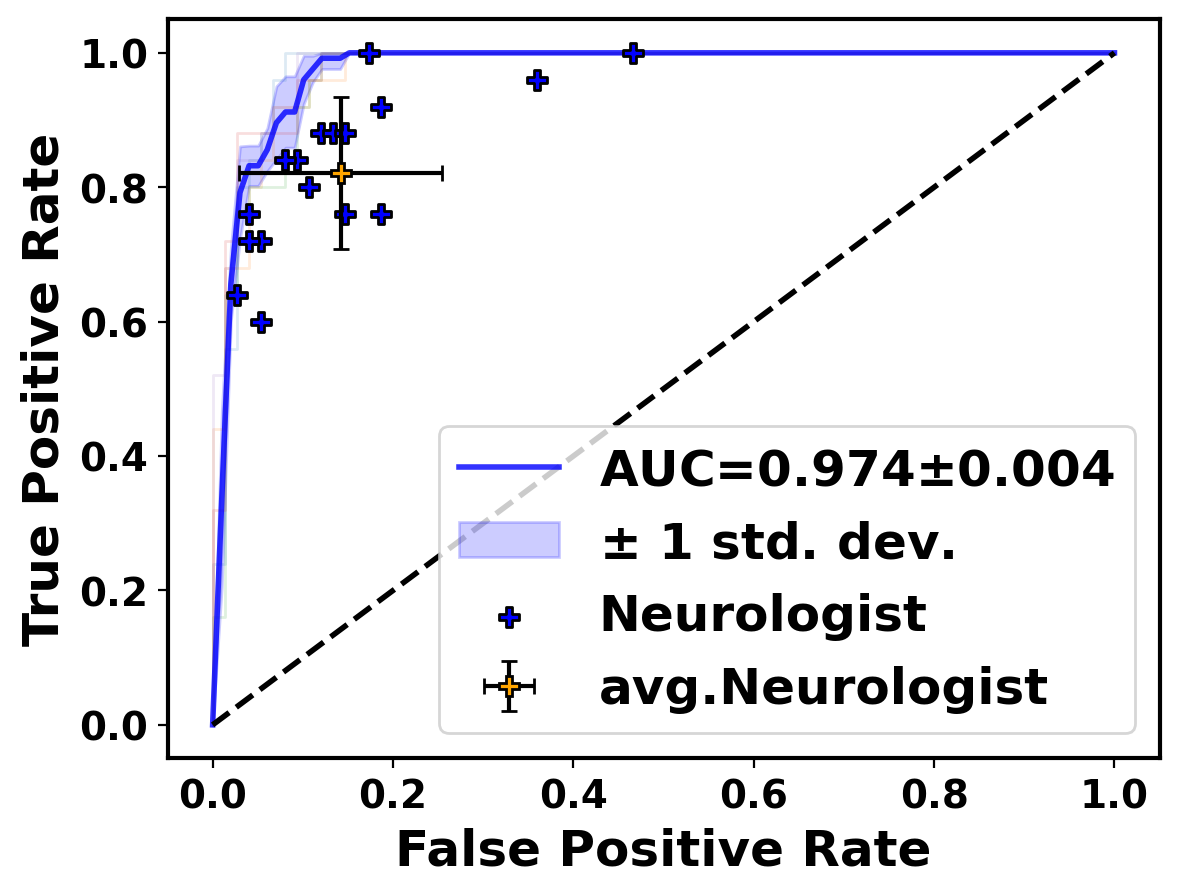 True Positive Rate
1.0
0.8
0.6
0.4
0.2
0.0
AUC=0.974±0.004
± 1 std. dev.
Neurologist
avg.Neurologist
0.0 0.2 0.4 0.6 0.8 1.0
False Positive Rate